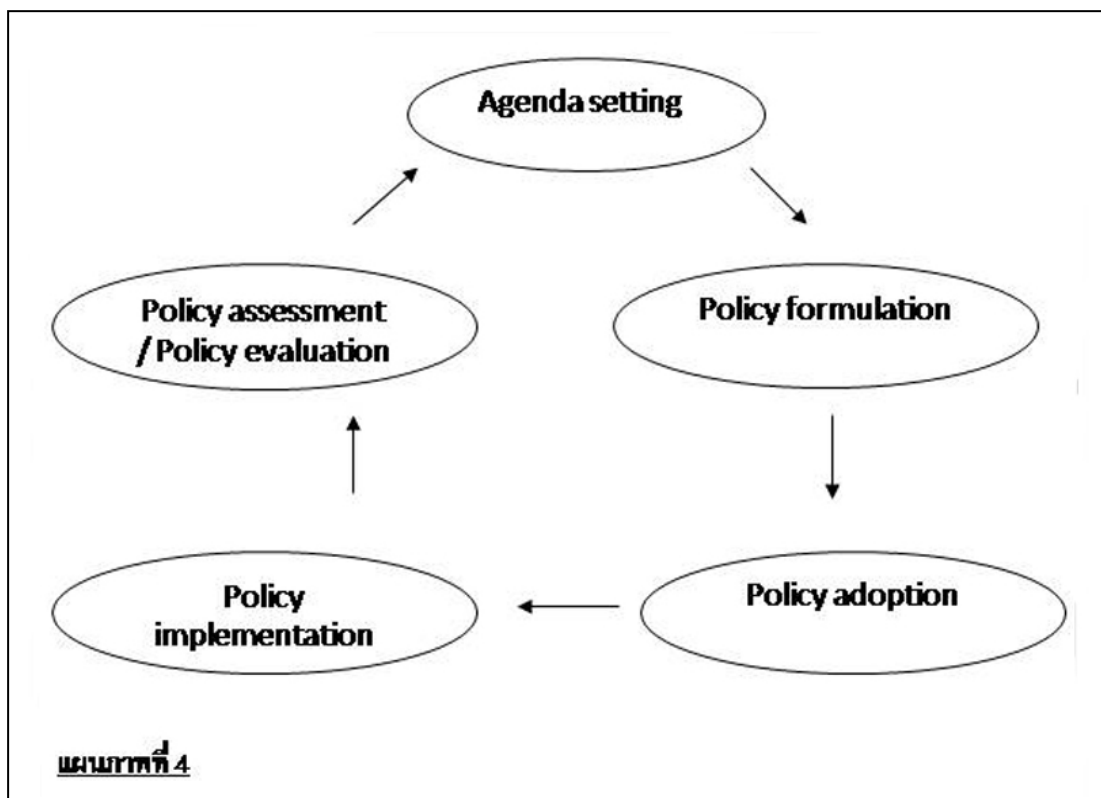 Agenda setting
Policy formulation
Policy adoption
Policy
implementation
Policy assessment
/Policy evaluation
แผนภาพที่ 4